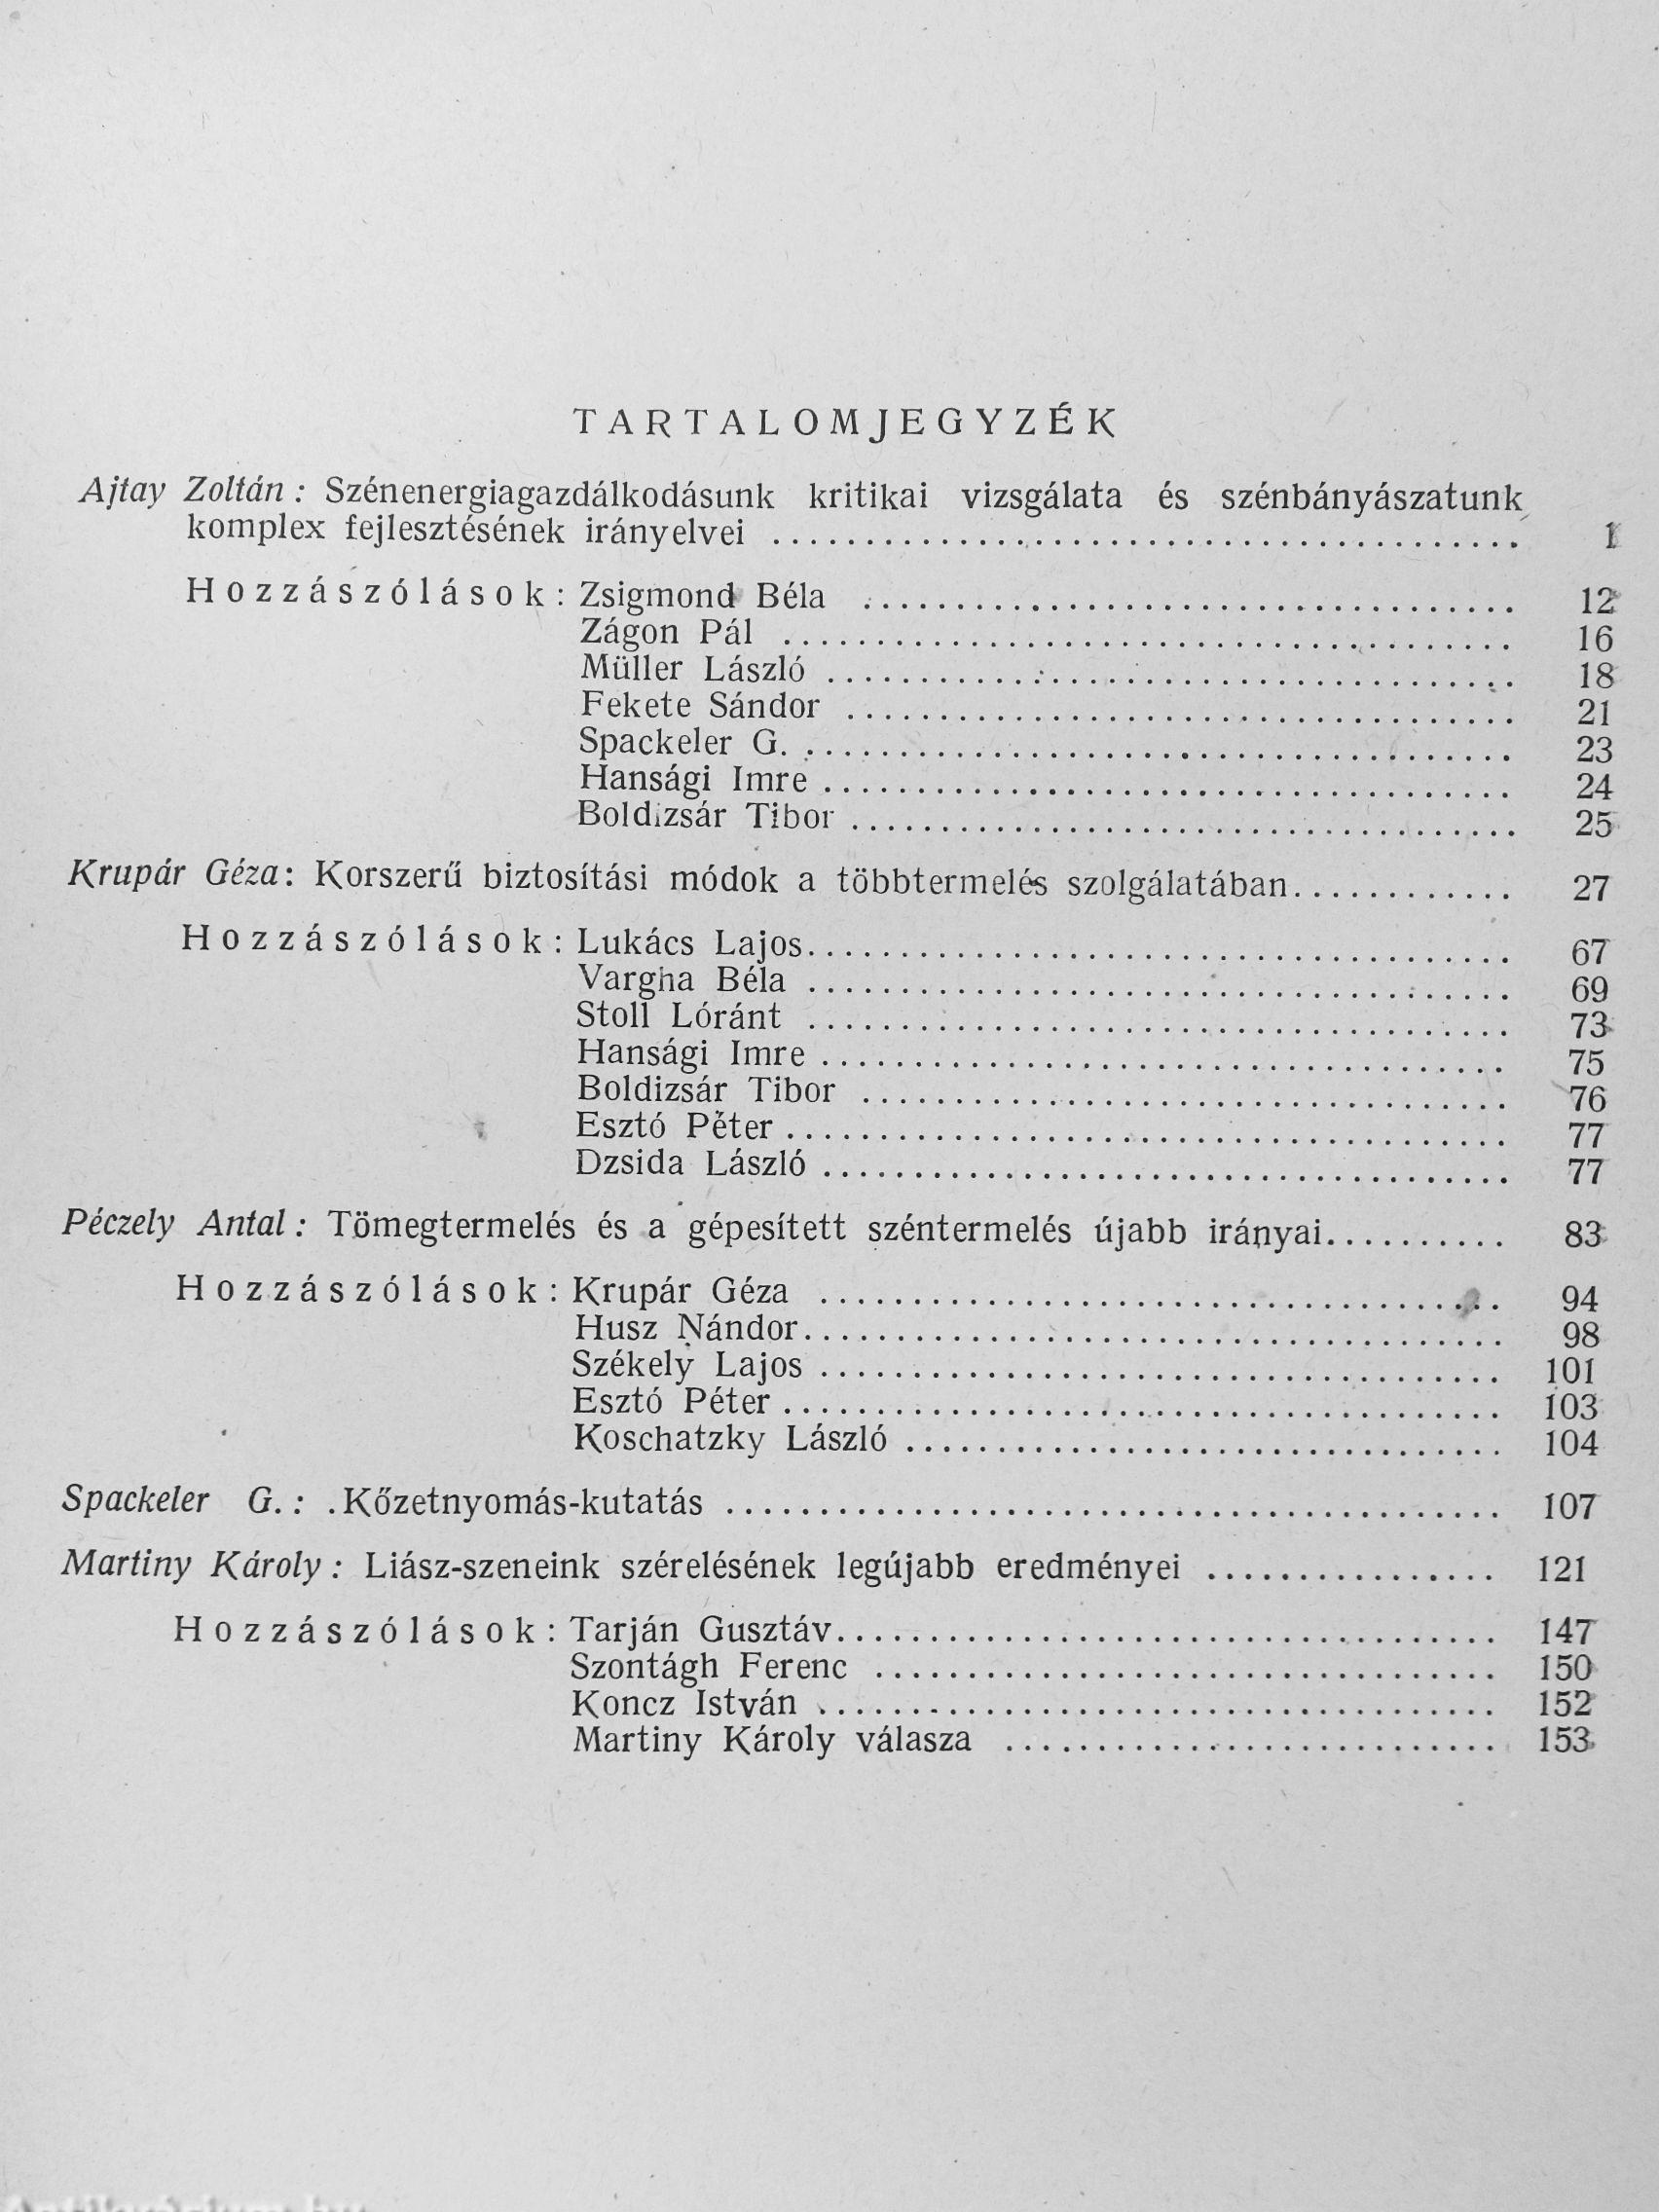 TARTALOMJEGYZÉK
Ajtay Zoltán: Szénenergiagazdálkodásunk kritikai vizsgálata és szénbányászatunk
komplex fejlesztésének irányelvei ........................................ 1
Hozzászólások: Zsigmond Béla ................................... 12
Zágon Pál ........................................ 16
Müller László ..................................... 18
Fekete Sándor .................................... 21
Spackeler G. ...................................... 23
Hansági Imre ..................................... 24
Boldizsár Tibor .................................... 25
Krupár Géza: Korszerű biztosítási módok a többtermelés szolgálatában............ 27
Hozzászólások: Lukács Lajos...................................... 67
Vargha Béla ...................................... 69
Stoll Lóránt ...................................... 73
Hansági Imre ..................................... 75
Boldizsár Tibor ................................... 76
Esztó Péter ....................................... 77
Dzsida László ..................................... 77
Péczely Antal: Tömegtermelés és a gépesített széntermelés újabb irányai.......... 83
Hozzászólások: Krupár Géza ..................................... 94
Husz Nándor...................................... 98
Székely Lajos ..................................... 101
Esztó Péter ....................................... 103
Koschatzky László ................................ 104
Spackeler G.: .Kőzetnyomás-kutatás .......................................... 107
Martiny Károly: Liász-szeneink szérelésének legújabb eredményei ................ 121
Hozzászólások: Tarján Gusztáv.................................... 147
Szontágh Ferenc .................................. 150
Koncz István ..................................... 152
Martiny Károly válasza ........................... 153